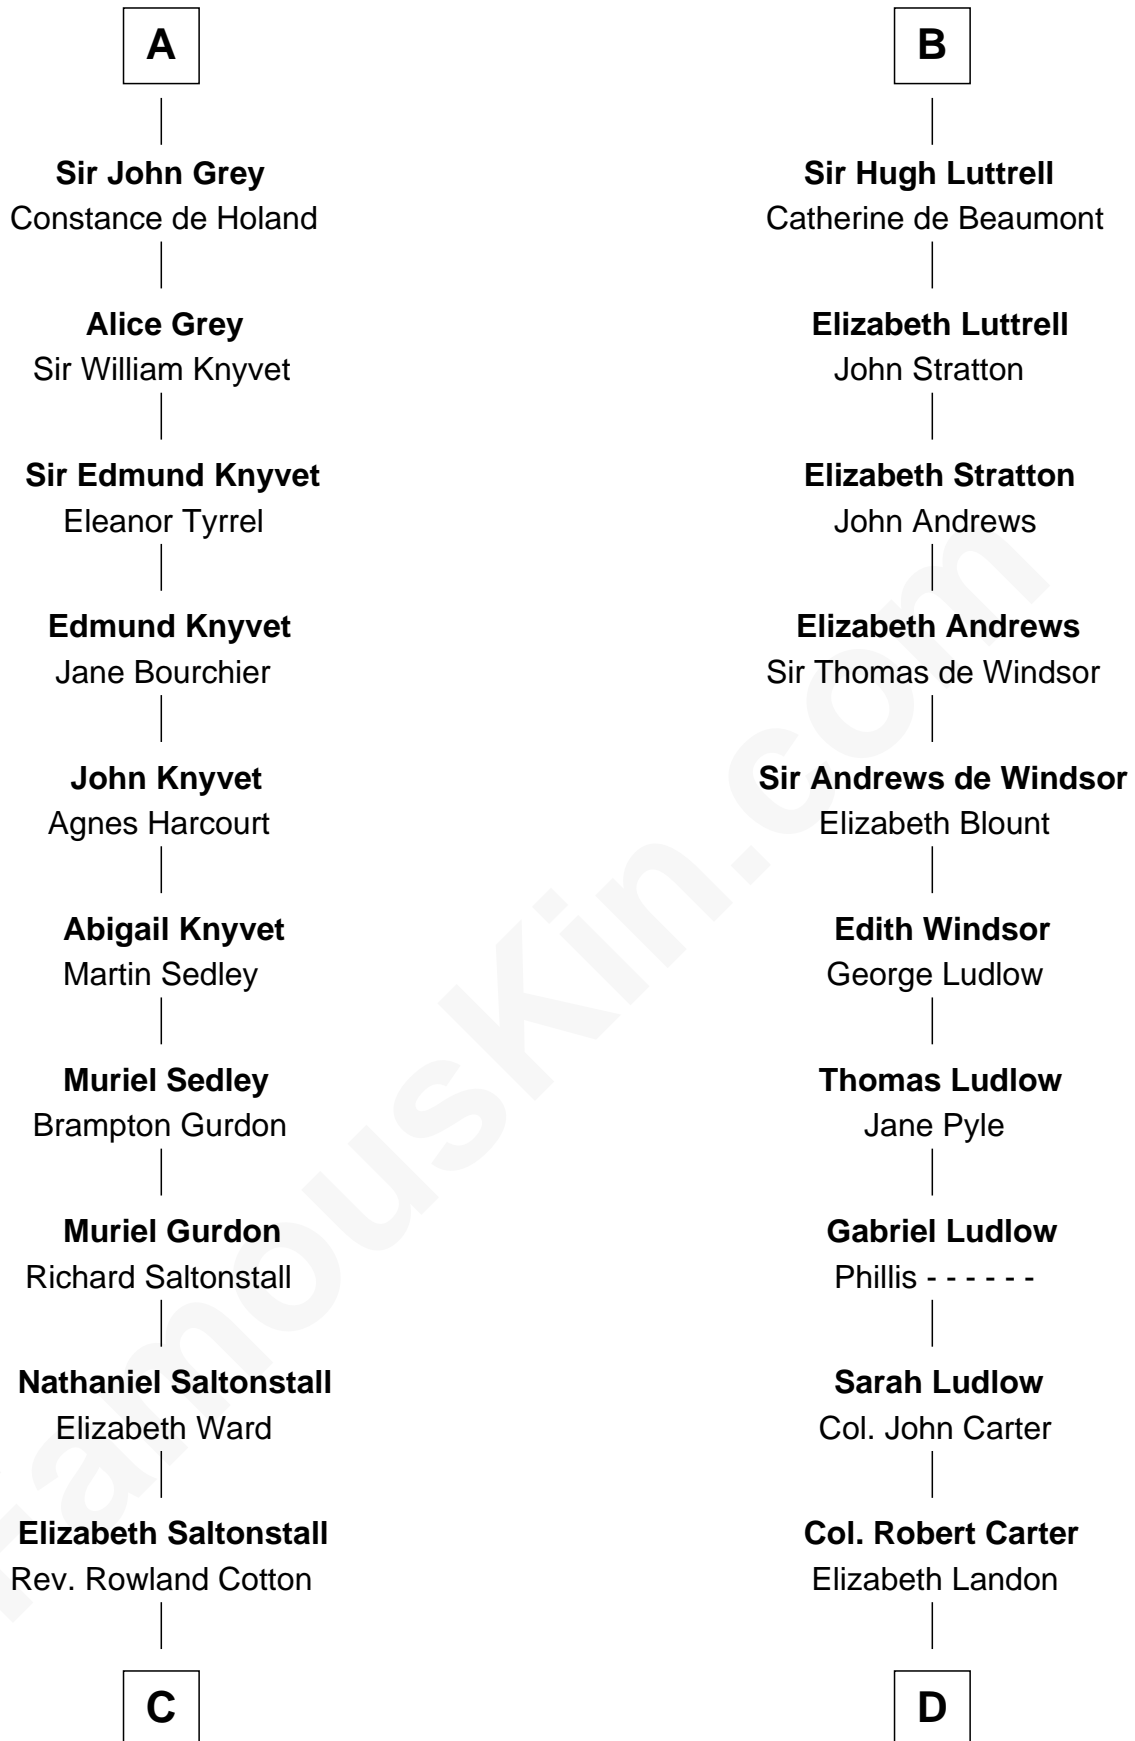 A
Sir John Grey
Constance de Holand
Alice Grey
Sir William Knyvet
Sir Edmund Knyvet
Eleanor Tyrrel
Edmund Knyvet
Jane Bourchier
John Knyvet
Agnes Harcourt
Abigail Knyvet
Martin Sedley
Muriel Sedley
Brampton Gurdon
Muriel Gurdon
Richard Saltonstall
Nathaniel Saltonstall
Elizabeth Ward
Elizabeth Saltonstall
Rev. Rowland Cotton
C
B
Sir Hugh Luttrell
Catherine de Beaumont
Elizabeth Luttrell
John Stratton
Elizabeth Stratton
John Andrews
Elizabeth Andrews
Sir Thomas de Windsor
Sir Andrews de Windsor
Elizabeth Blount
Edith Windsor
George Ludlow
Thomas Ludlow
Jane Pyle
Gabriel Ludlow
Phillis - - - - - -
Sarah Ludlow
Col. John Carter
Col. Robert Carter
Elizabeth Landon
D
FamousKin.com